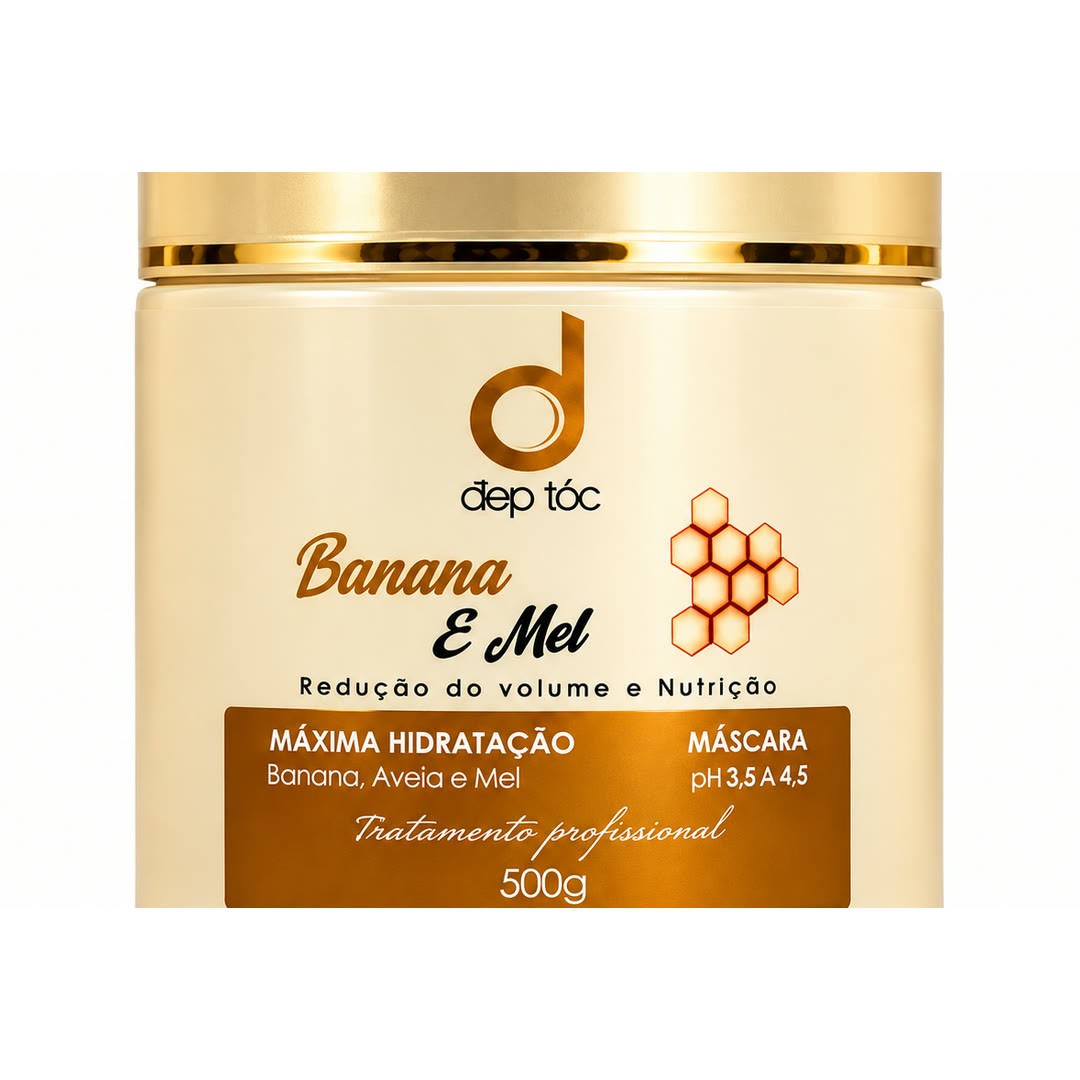 đep tóc
Banana
E Mel
Redução do volume e Nutrição
MÁXIMA HIDRATAÇÃO
Banana, Aveia e Mel
MÁSCARA
pH 3,5 A 4,5
Tratamento profissional
500g